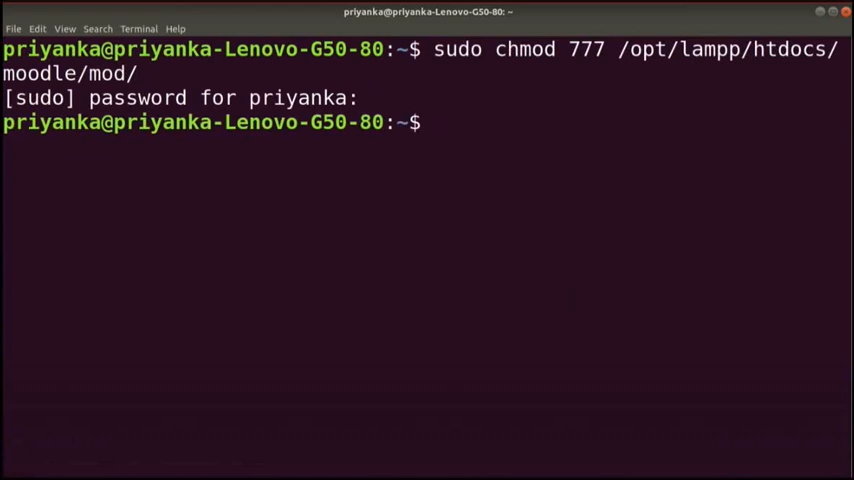 priyanka@priyanka-Lenovo-G50-80: ~
File Edit View Search Terminal Help
priyanka@priyanka-Lenovo-G50-80:~$ sudo chmod 777 /opt/lampp/htdocs/
moodle/mod/
[sudo] password for priyanka:
priyanka@priyanka-Lenovo-G50-80:~$